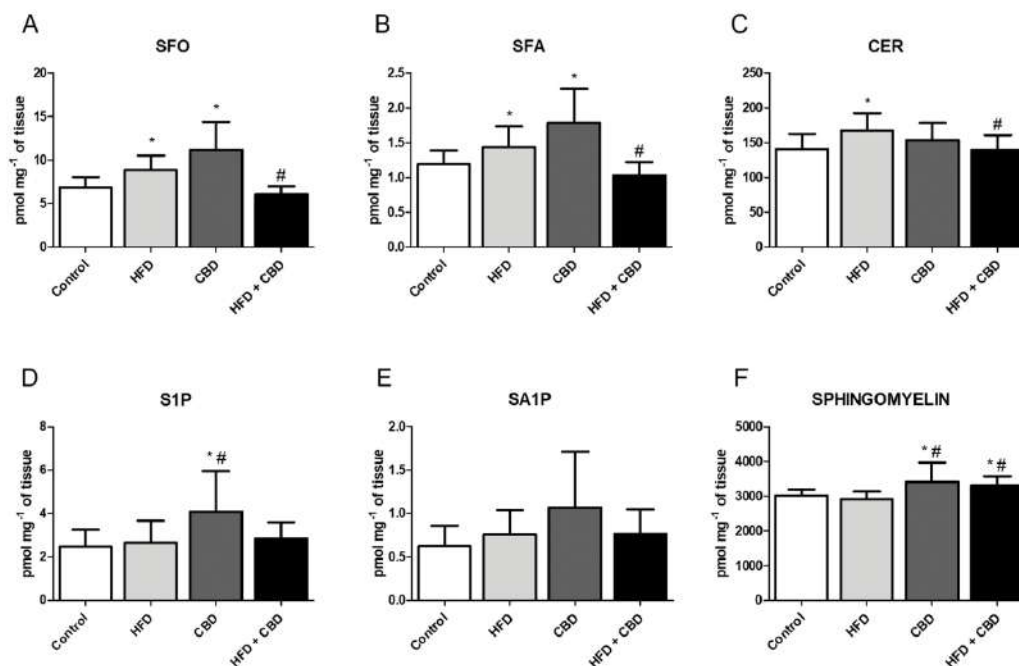 A
SFO
pmol mg⁻¹ of tissue
20
15
10
5
0
*
*
#
Control
HFD
CBD
HFD + CBD
B
SFA
pmol mg⁻¹ of tissue
2.5
2.0
1.5
1.0
0.5
0.0
*
*
#
Control
HFD
CBD
HFD + CBD
C
CER
pmol mg⁻¹ of tissue
250
200
150
100
50
0
*
#
Control
HFD
CBD
HFD + CBD
D
S1P
pmol mg⁻¹ of tissue
8
6
4
2
0
* #
Control
HFD
CBD
HFD + CBD
E
SA1P
pmol mg⁻¹ of tissue
2.0
1.5
1.0
0.5
0.0
Control
HFD
CBD
HFD + CBD
F
SPHINGOMYELIN
pmol mg⁻¹ of tissue
5000
4000
3000
2000
1000
0
* #
* #
Control
HFD
CBD
HFD + CBD